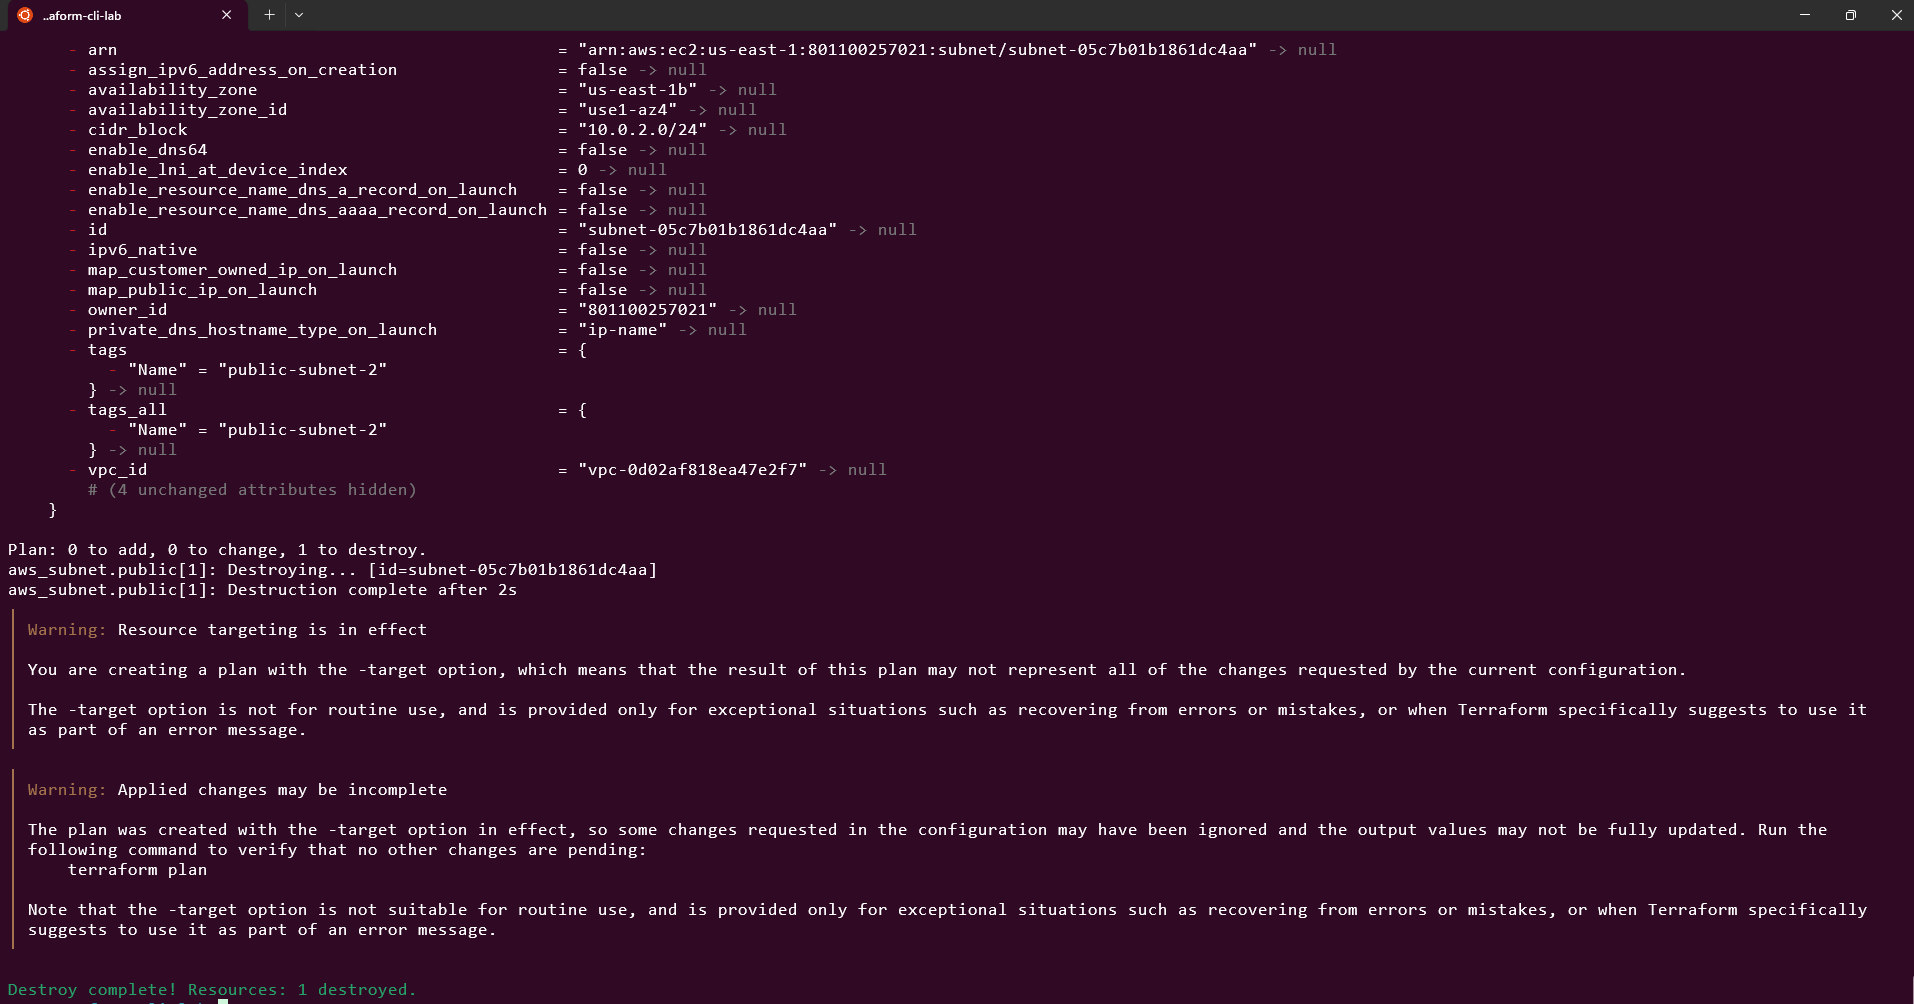 ..aform-cli-lab
- arn = "arn:aws:ec2:us-east-1:801100257021:subnet/subnet-05c7b01b1861dc4aa" -> null
- assign_ipv6_address_on_creation = false -> null
- availability_zone = "us-east-1b" -> null
- availability_zone_id = "use1-az4" -> null
- cidr_block = "10.0.2.0/24" -> null
- enable_dns64 = false -> null
- enable_lni_at_device_index = 0 -> null
- enable_resource_name_dns_a_record_on_launch = false -> null
- enable_resource_name_dns_aaaa_record_on_launch = false -> null
- id = "subnet-05c7b01b1861dc4aa" -> null
- ipv6_native = false -> null
- map_customer_owned_ip_on_launch = false -> null
- map_public_ip_on_launch = false -> null
- owner_id = "801100257021" -> null
- private_dns_hostname_type_on_launch = "ip-name" -> null
- tags = {
- "Name" = "public-subnet-2"
} -> null
- tags_all = {
- "Name" = "public-subnet-2"
} -> null
- vpc_id = "vpc-0d02af818ea47e2f7" -> null
# (4 unchanged attributes hidden)
}
Plan: 0 to add, 0 to change, 1 to destroy.
aws_subnet.public[1]: Destroying... [id=subnet-05c7b01b1861dc4aa]
aws_subnet.public[1]: Destruction complete after 2s
Warning: Resource targeting is in effect
You are creating a plan with the -target option, which means that the result of this plan may not represent all of the changes requested by the current configuration.
The -target option is not for routine use, and is provided only for exceptional situations such as recovering from errors or mistakes, or when Terraform specifically suggests to use it
as part of an error message.
Warning: Applied changes may be incomplete
The plan was created with the -target option in effect, so some changes requested in the configuration may have been ignored and the output values may not be fully updated. Run the
following command to verify that no other changes are pending:
terraform plan
Note that the -target option is not suitable for routine use, and is provided only for exceptional situations such as recovering from errors or mistakes, or when Terraform specifically
suggests to use it as part of an error message.
Destroy complete! Resources: 1 destroyed.